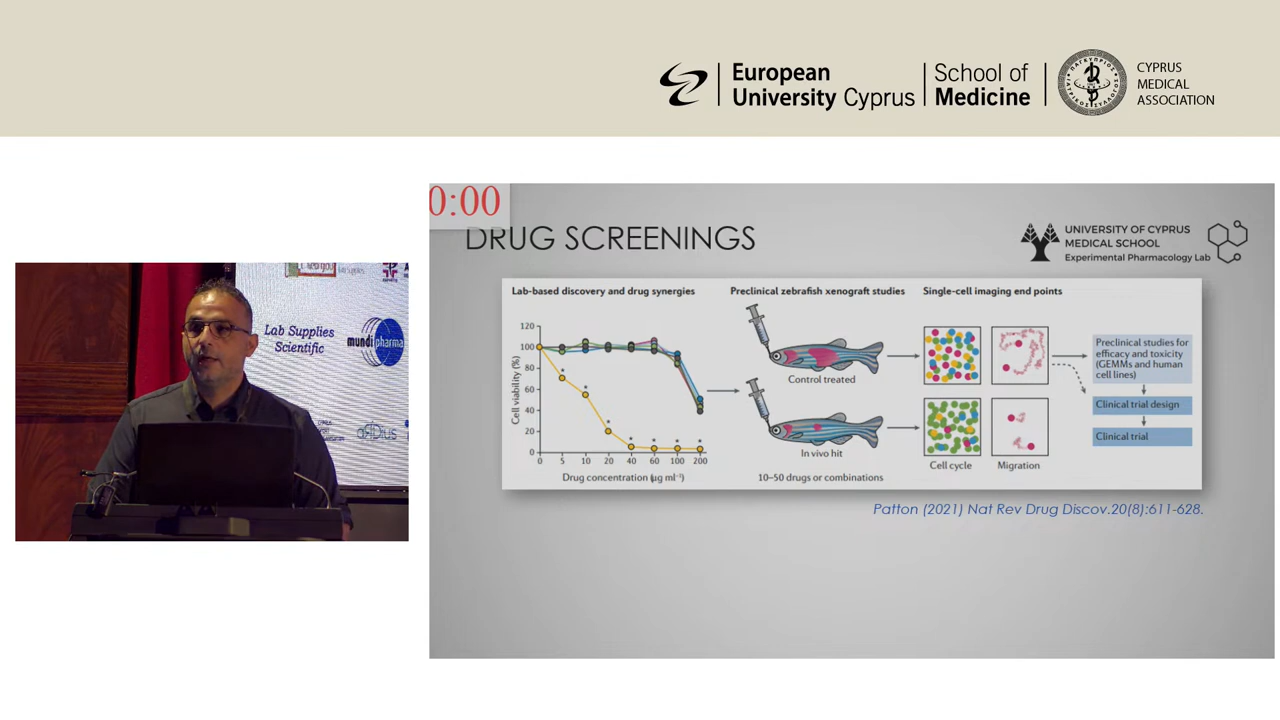 European
University Cyprus
School of
Medicine
CYPRUS
MEDICAL
ASSOCIATION
0:00
DRUG SCREENINGS
UNIVERSITY OF CYPRUS
MEDICAL SCHOOL
Experimental Pharmacology Lab
Lab-based discovery and drug synergies
Preclinical zebrafish xenograft studies
Single-cell imaging end points
120
100
80
60
40
20
0
Cell viability (%)
0 5 10 20 40 60 100 200
Drug concentration (μg ml⁻¹)
Control treated
In vivo hit
10–50 drugs or combinations
Cell cycle
Migration
Preclinical studies for
efficacy and toxicity
(GEMMs and human
cell lines)
Clinical trial design
Clinical trial
Patton (2021) Nat Rev Drug Discov.20(8):611-628.
Lab Supplies
Scientific
mundipharma